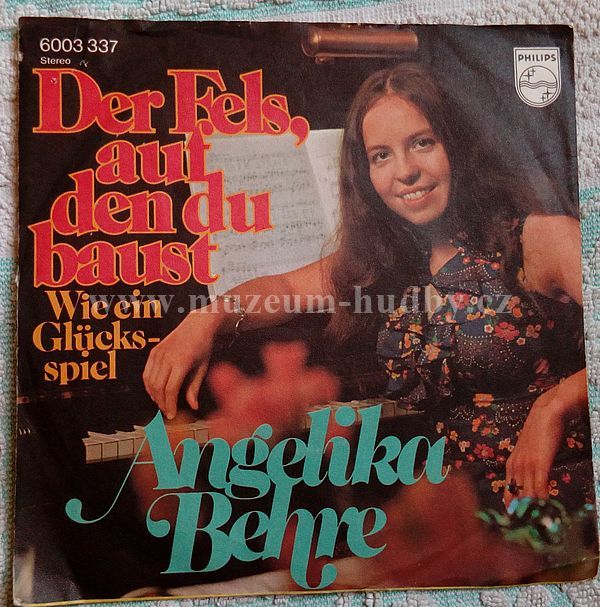 6003 337
Stereo
PHILIPS
Der Fels,
auf
den du
baust
Wie ein
Glücks-
spiel
www.muzeum-hudby.cz
Angelika
Behre